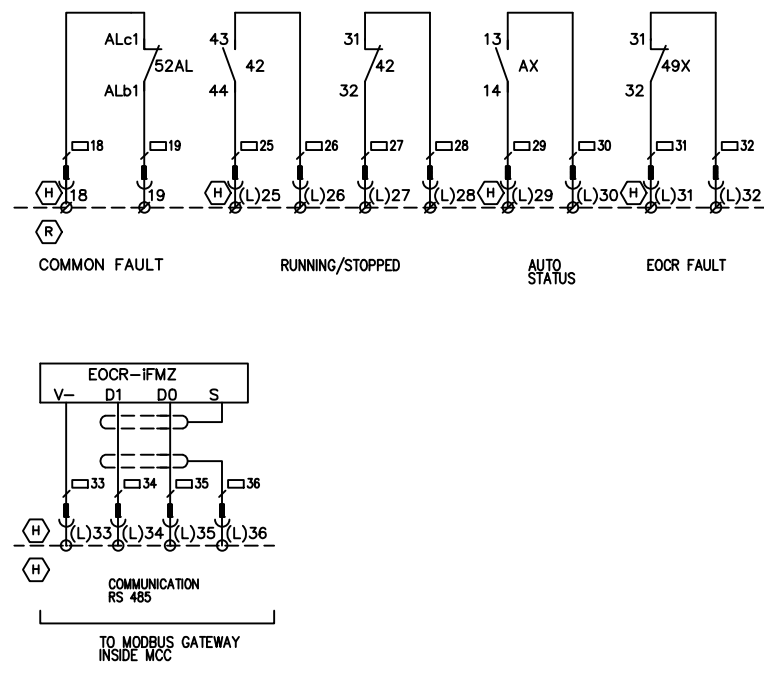 ALc1 43 31 13 31
52AL 42 42 AX 49X
ALb1 44 32 14 32
18 19 25 26 27 28 29 30 31 32
H 18 19 H (L)25 (L)26 (L)27 (L)28 H (L)29 (L)30 H (L)31 (L)32
R
COMMON FAULT RUNNING/STOPPED AUTO EOCR FAULT
STATUS
EOCR-iFMZ
V- D1 D0 S
33 34 35 36
H (L)33 (L)34 (L)35 (L)36
H
COMMUNICATION
RS 485
TO MODBUS GATEWAY
INSIDE MCC